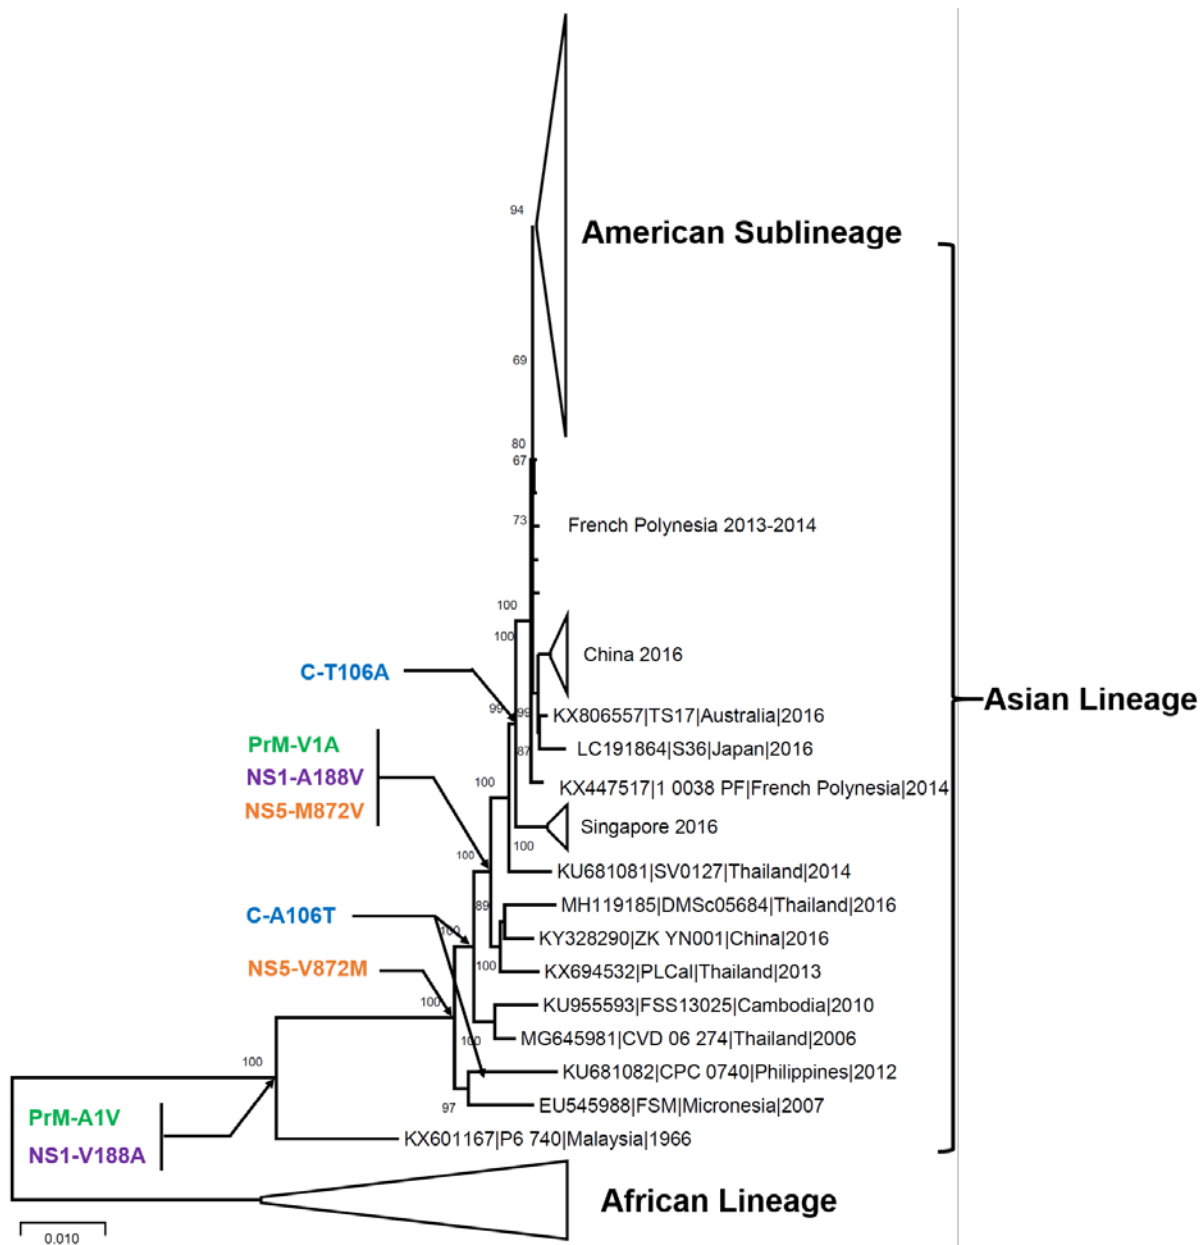 94
American Sublineage
69
80
67
73
French Polynesia 2013-2014
100
100
China 2016
C-T106A
99
99
KX806557|TS17|Australia|2016
Asian Lineage
PrM-V1A
87
LC191864|S36|Japan|2016
NS1-A188V
100
KX447517|1 0038 PF|French Polynesia|2014
NS5-M872V
Singapore 2016
100
100
KU681081|SV0127|Thailand|2014
89
MH119185|DMSc05684|Thailand|2016
C-A106T
100
KY328290|ZK YN001|China|2016
NS5-V872M
100
KX694532|PLCal|Thailand|2013
100
KU955593|FSS13025|Cambodia|2010
100
MG645981|CVD 06 274|Thailand|2006
100
KU681082|CPC 0740|Philippines|2012
97
EU545988|FSM|Micronesia|2007
PrM-A1V
KX601167|P6 740|Malaysia|1966
NS1-V188A
African Lineage
0.010